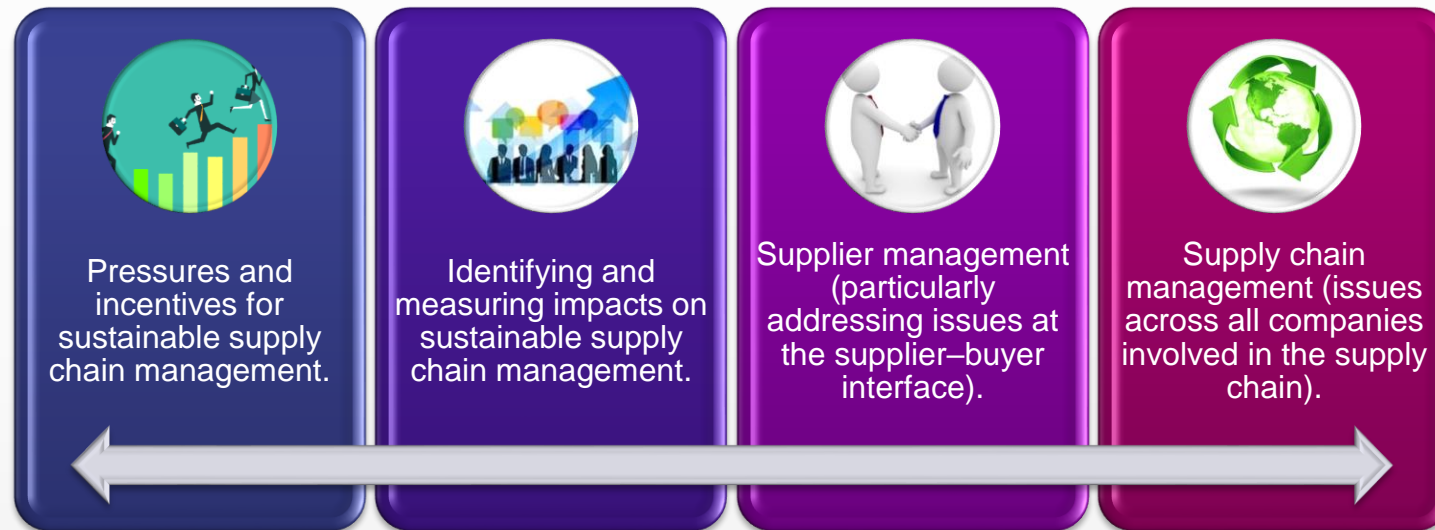 Pressures and
incentives for
sustainable supply
chain management.
Identifying and
measuring impacts on
sustainable supply
chain management.
Supplier management
(particularly
addressing issues at
the supplier–buyer
interface).
Supply chain
management (issues
across all companies
involved in the supply
chain).